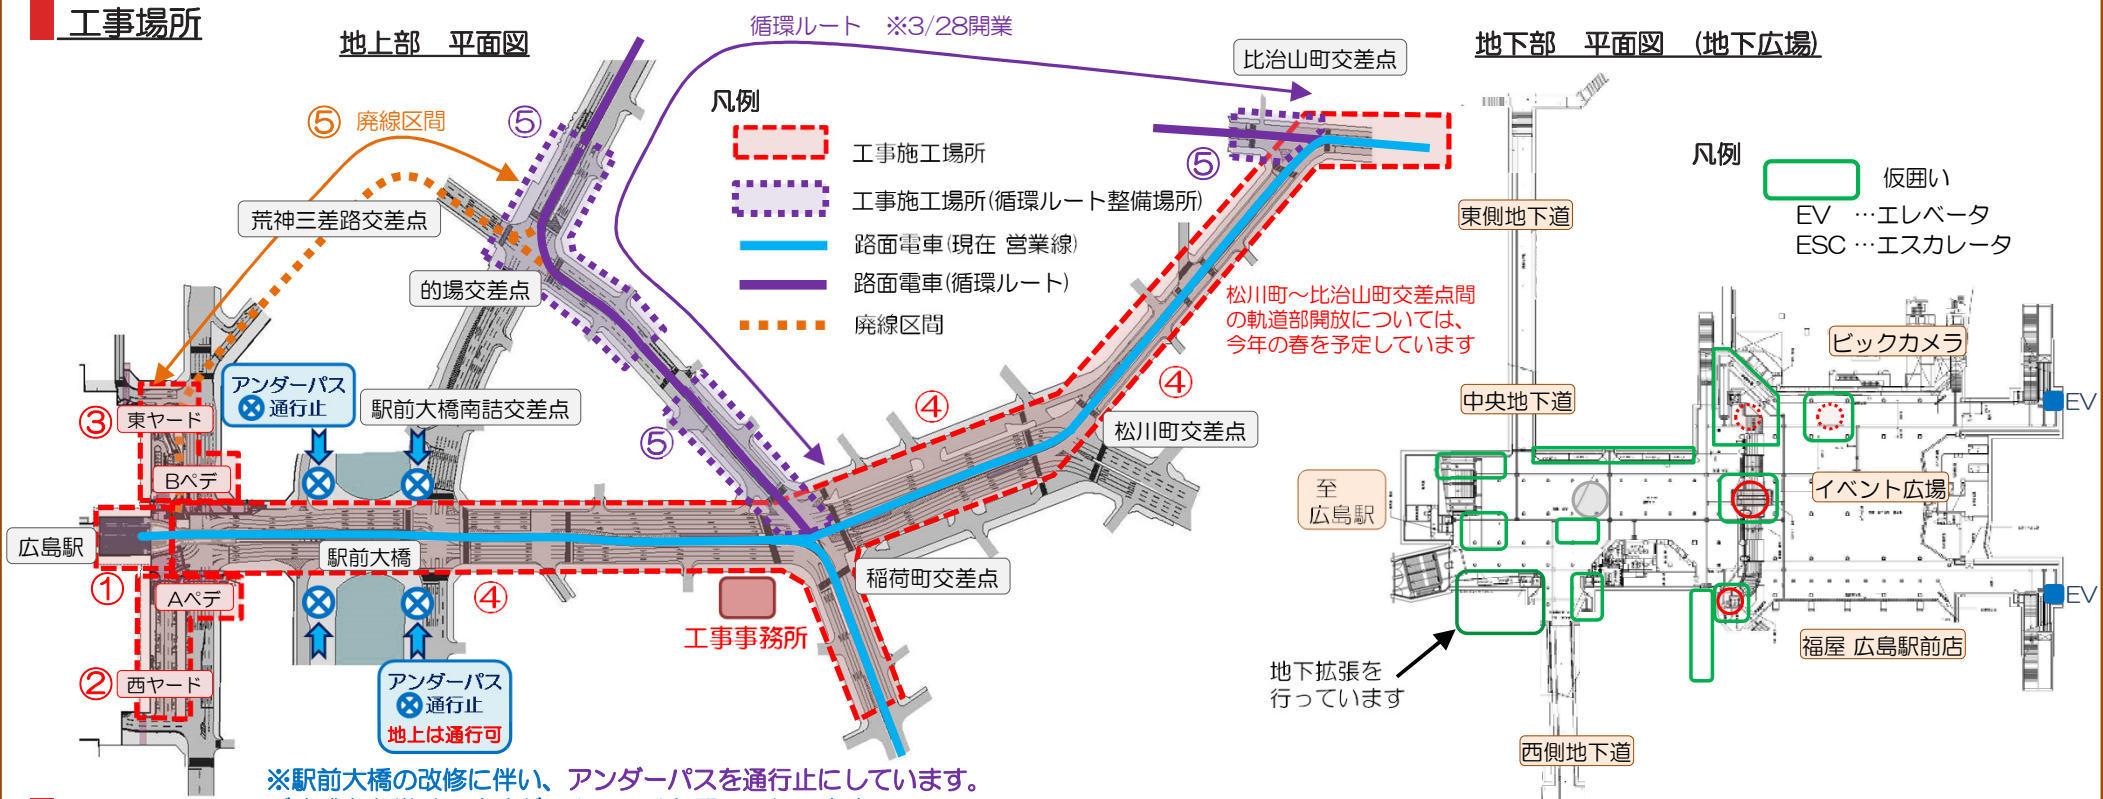 工事場所
地上部 平面図
循環ルート ※3/28開業
比治山町交差点
地下部 平面図 (地下広場)
⑤ 廃線区間
⑤
⑤
凡例
工事施工場所
工事施工場所(循環ルート整備場所)
路面電車(現在 営業線)
路面電車(循環ルート)
廃線区間
荒神三差路交差点
的場交差点
松川町～比治山町交差点間
の軌道部開放については、
今年の春を予定しています
アンダーパス
通行止
駅前大橋南詰交差点
③
東ヤード
Bペデ
④
④
⑤
松川町交差点
広島駅
駅前大橋
①
Aペデ
④
稲荷町交差点
工事事務所
②
西ヤード
アンダーパス
通行止
地上は通行可
※駅前大橋の改修に伴い、アンダーパスを通行止にしています。
凡例
仮囲い
EV …エレベータ
ESC …エスカレータ
東側地下道
ビックカメラ
中央地下道
EV
至
広島駅
イベント広場
EV
福屋 広島駅前店
地下拡張を
行っています
西側地下道